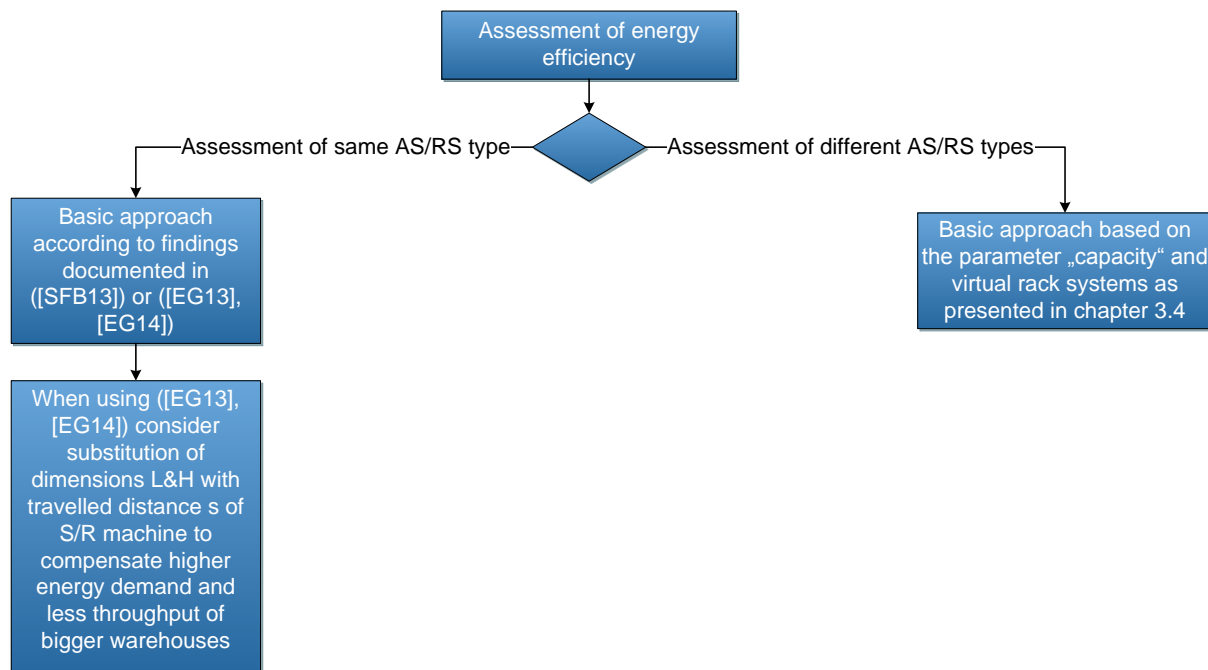 Assessment of energy
efficiency
Assessment of same AS/RS type
Assessment of different AS/RS types
Basic approach
according to findings
documented in
([SFB13]) or ([EG13],
[EG14])
Basic approach based on
the parameter „capacity“ and
virtual rack systems as
presented in chapter 3.4
When using ([EG13],
[EG14]) consider
substitution of
dimensions L&H with
travelled distance s of
S/R machine to
compensate higher
energy demand and
less throughput of
bigger warehouses